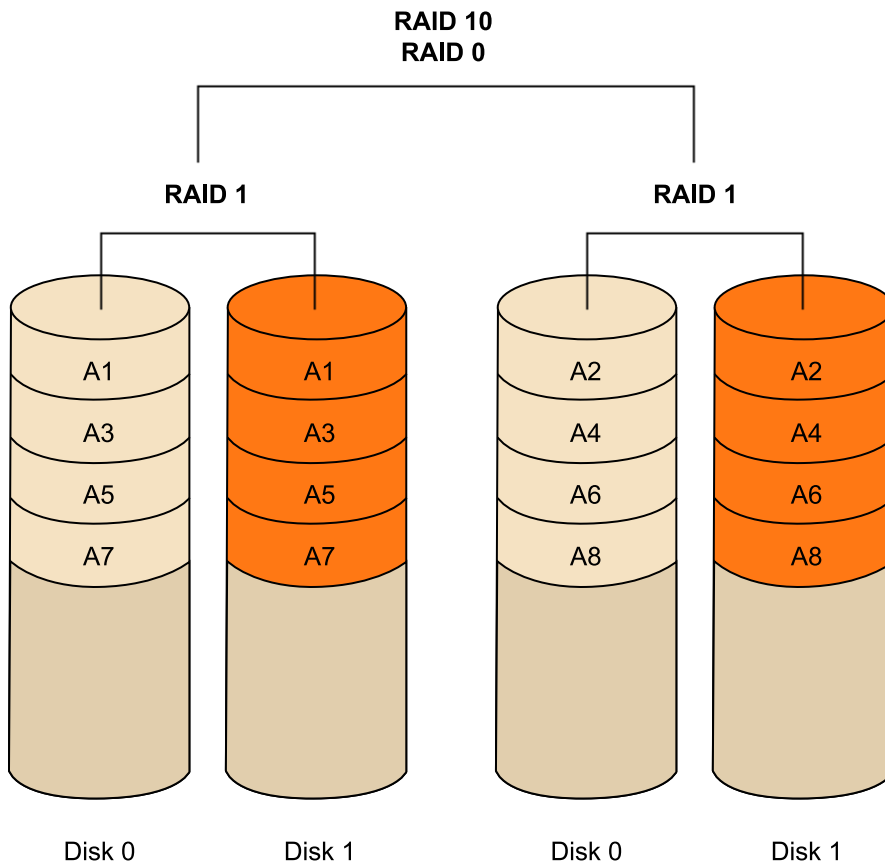 RAID 10
RAID 0
RAID 1 RAID 1
A1 A1 A2 A2
A3 A3 A4 A4
A5 A5 A6 A6
A7 A7 A8 A8
Disk 0 Disk 1 Disk 0 Disk 1